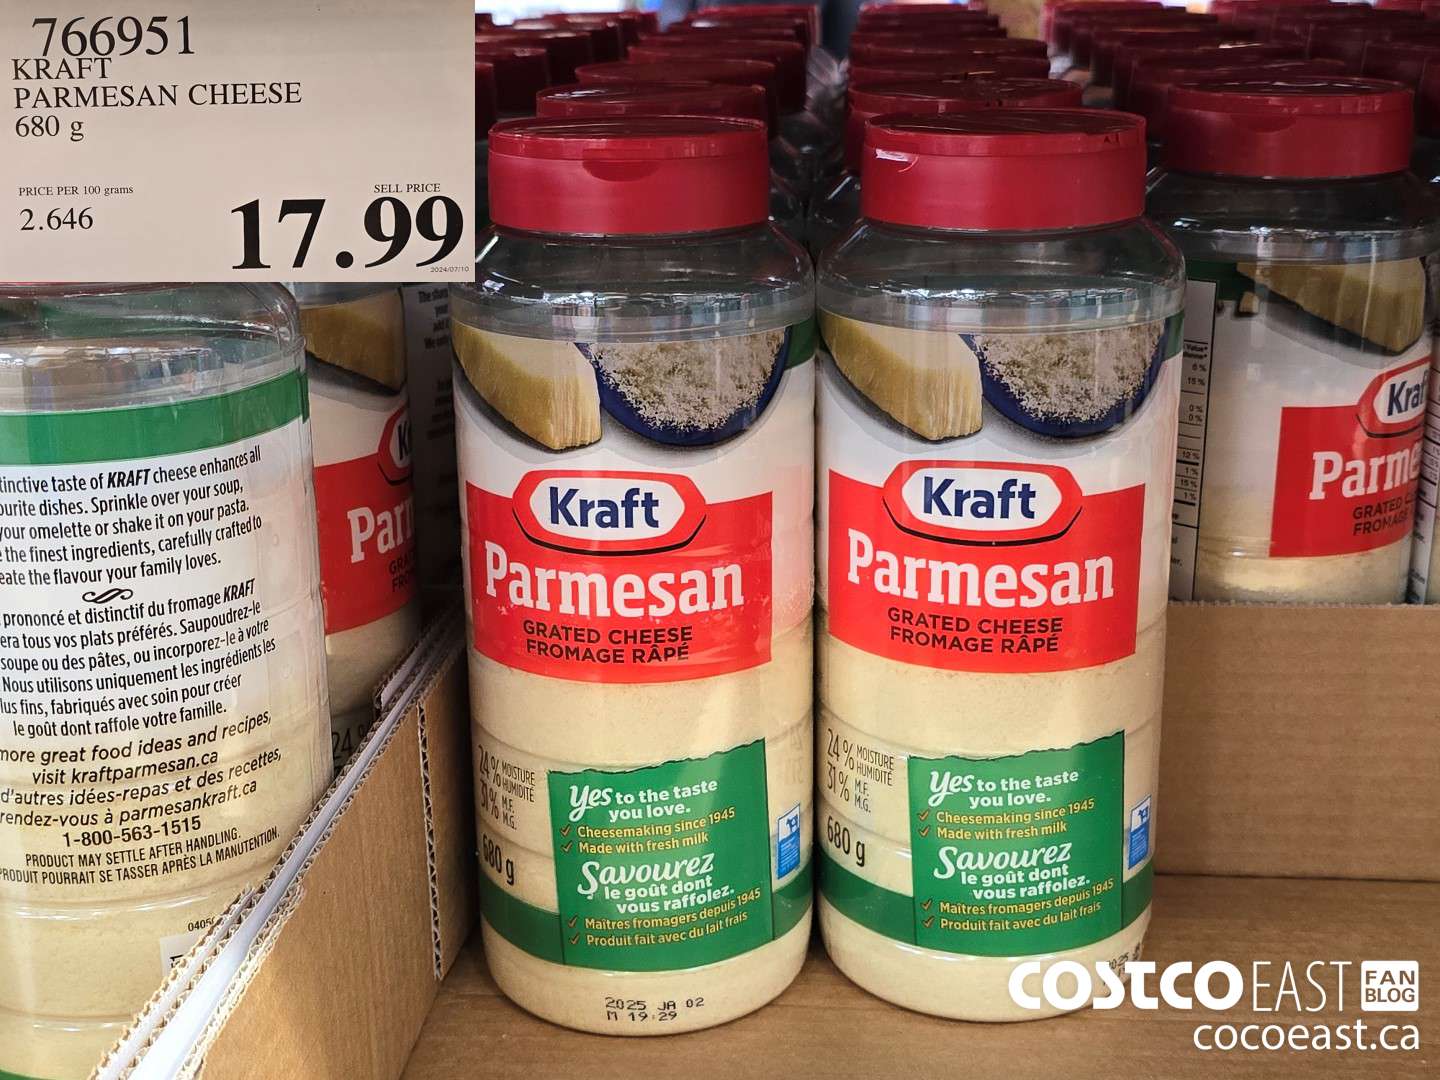 766951
KRAFT
PARMESAN CHEESE
680 g
PRICE PER 100 grams
2.646
SELL PRICE
17.99
2024/07/10
tinctive taste of KRAFT cheese enhances all
ourite dishes. Sprinkle over your soup,
your omelette or shake it on your pasta.
the finest ingredients, carefully crafted to
eate the flavour your family loves.
prononcé et distinctif du fromage KRAFT
era tous vos plats préférés. Saupoudrez-le
soupe ou des pâtes, ou incorporez-le à votre
Nous utilisons uniquement les ingrédients les
lus fins, fabriqués avec soin pour créer
le goût dont raffole votre famille.
more great food ideas and recipes,
visit kraftparmesan.ca
d'autres idées-repas et des recettes,
rendez-vous à parmesankraft.ca
1-800-563-1515
PRODUCT MAY SETTLE AFTER HANDLING.
PRODUIT POURRAIT SE TASSER APRÈS LA MANUTENTION.
K
Par
GRA
FRO
24 %
Kraft
Parmesan
GRATED CHEESE
FROMAGE RÂPÉ
24 % MOISTURE
HUMIDITÉ
31% M.F.
M.G.
680 g
Yes to the taste
you love.
✓ Cheesemaking since 1945
✓ Made with fresh milk
Savourez
le goût dont
vous raffolez.
✓ Maîtres fromagers depuis 1945
✓ Produit fait avec du lait frais
2025 JA 02
M 19:29
Kraft
Parmesan
GRATED CHEESE
FROMAGE RÂPÉ
24 % MOISTURE
HUMIDITÉ
31% M.F.
M.G.
680 g
Yes to the taste
you love.
✓ Cheesemaking since 1945
✓ Made with fresh milk
Savourez
le goût dont
vous raffolez.
✓ Maîtres fromagers depuis 1945
✓ Produit fait avec du lait frais
Kraf
Parme
GRATED C
FROMAG
COSTCO EAST FAN BLOG
cocoeast.ca